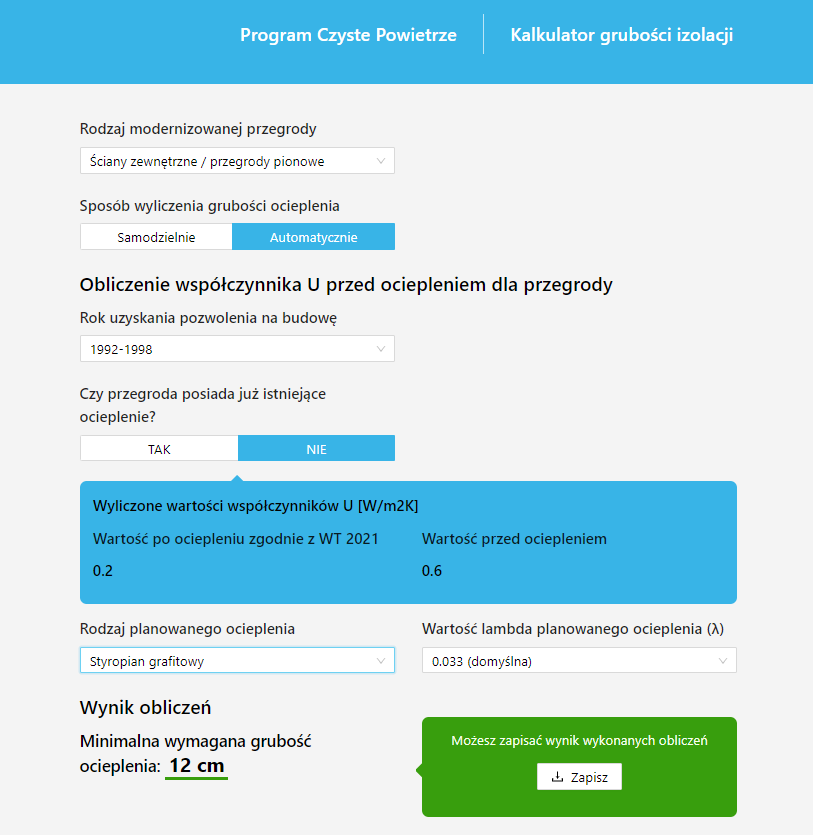 Program Czyste Powietrze
Kalkulator grubości izolacji
Rodzaj modernizowanej przegrody
Ściany zewnętrzne / przegrody pionowe
Sposób wyliczenia grubości ocieplenia
Samodzielnie
Automatycznie
Obliczenie współczynnika U przed ociepleniem dla przegrody
Rok uzyskania pozwolenia na budowę
1992-1998
Czy przegroda posiada już istniejące
ocieplenie?
TAK
NIE
Wyliczone wartości współczynników U [W/m2K]
Wartość po ociepleniu zgodnie z WT 2021
Wartość przed ociepleniem
0.2
0.6
Rodzaj planowanego ocieplenia
Wartość lambda planowanego ocieplenia (λ)
Styropian grafitowy
0.033 (domyślna)
Wynik obliczeń
Minimalna wymagana grubość
ocieplenia: 12 cm
Możesz zapisać wynik wykonanych obliczeń
Zapisz